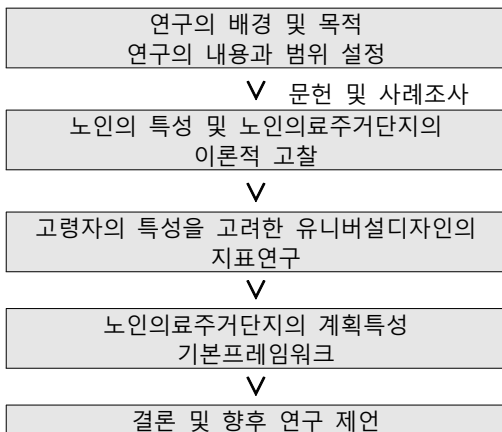 연구의 배경 및 목적
연구의 내용과 범위 설정
문헌 및 사례조사
노인의 특성 및 노인의료주거단지의
이론적 고찰
고령자의 특성을 고려한 유니버설디자인의
지표연구
노인의료주거단지의 계획특성
기본프레임워크
결론 및 향후 연구 제언